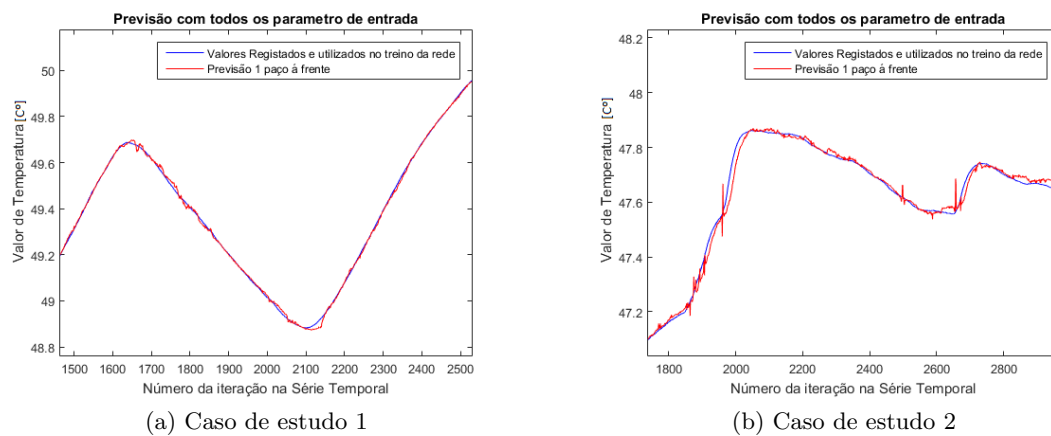 Previsão com todos os parametro de entrada
Valores Registados e utilizados no treino da rede
Previsão 1 paço á frente
50
49.8
49.6
49.4
49.2
49
48.8
Valor de Temperatura [Cº]
1500 1600 1700 1800 1900 2000 2100 2200 2300 2400 2500
Número da iteração na Série Temporal
(a) Caso de estudo 1
Previsão com todos os parametro de entrada
Valores Registados e utilizados no treino da rede
Previsão 1 paço á frente
48.2
48
47.8
47.6
47.4
47.2
Valor de Temperatura [Cº]
1800 2000 2200 2400 2600 2800
Número da iteração na Série Temporal
(b) Caso de estudo 2